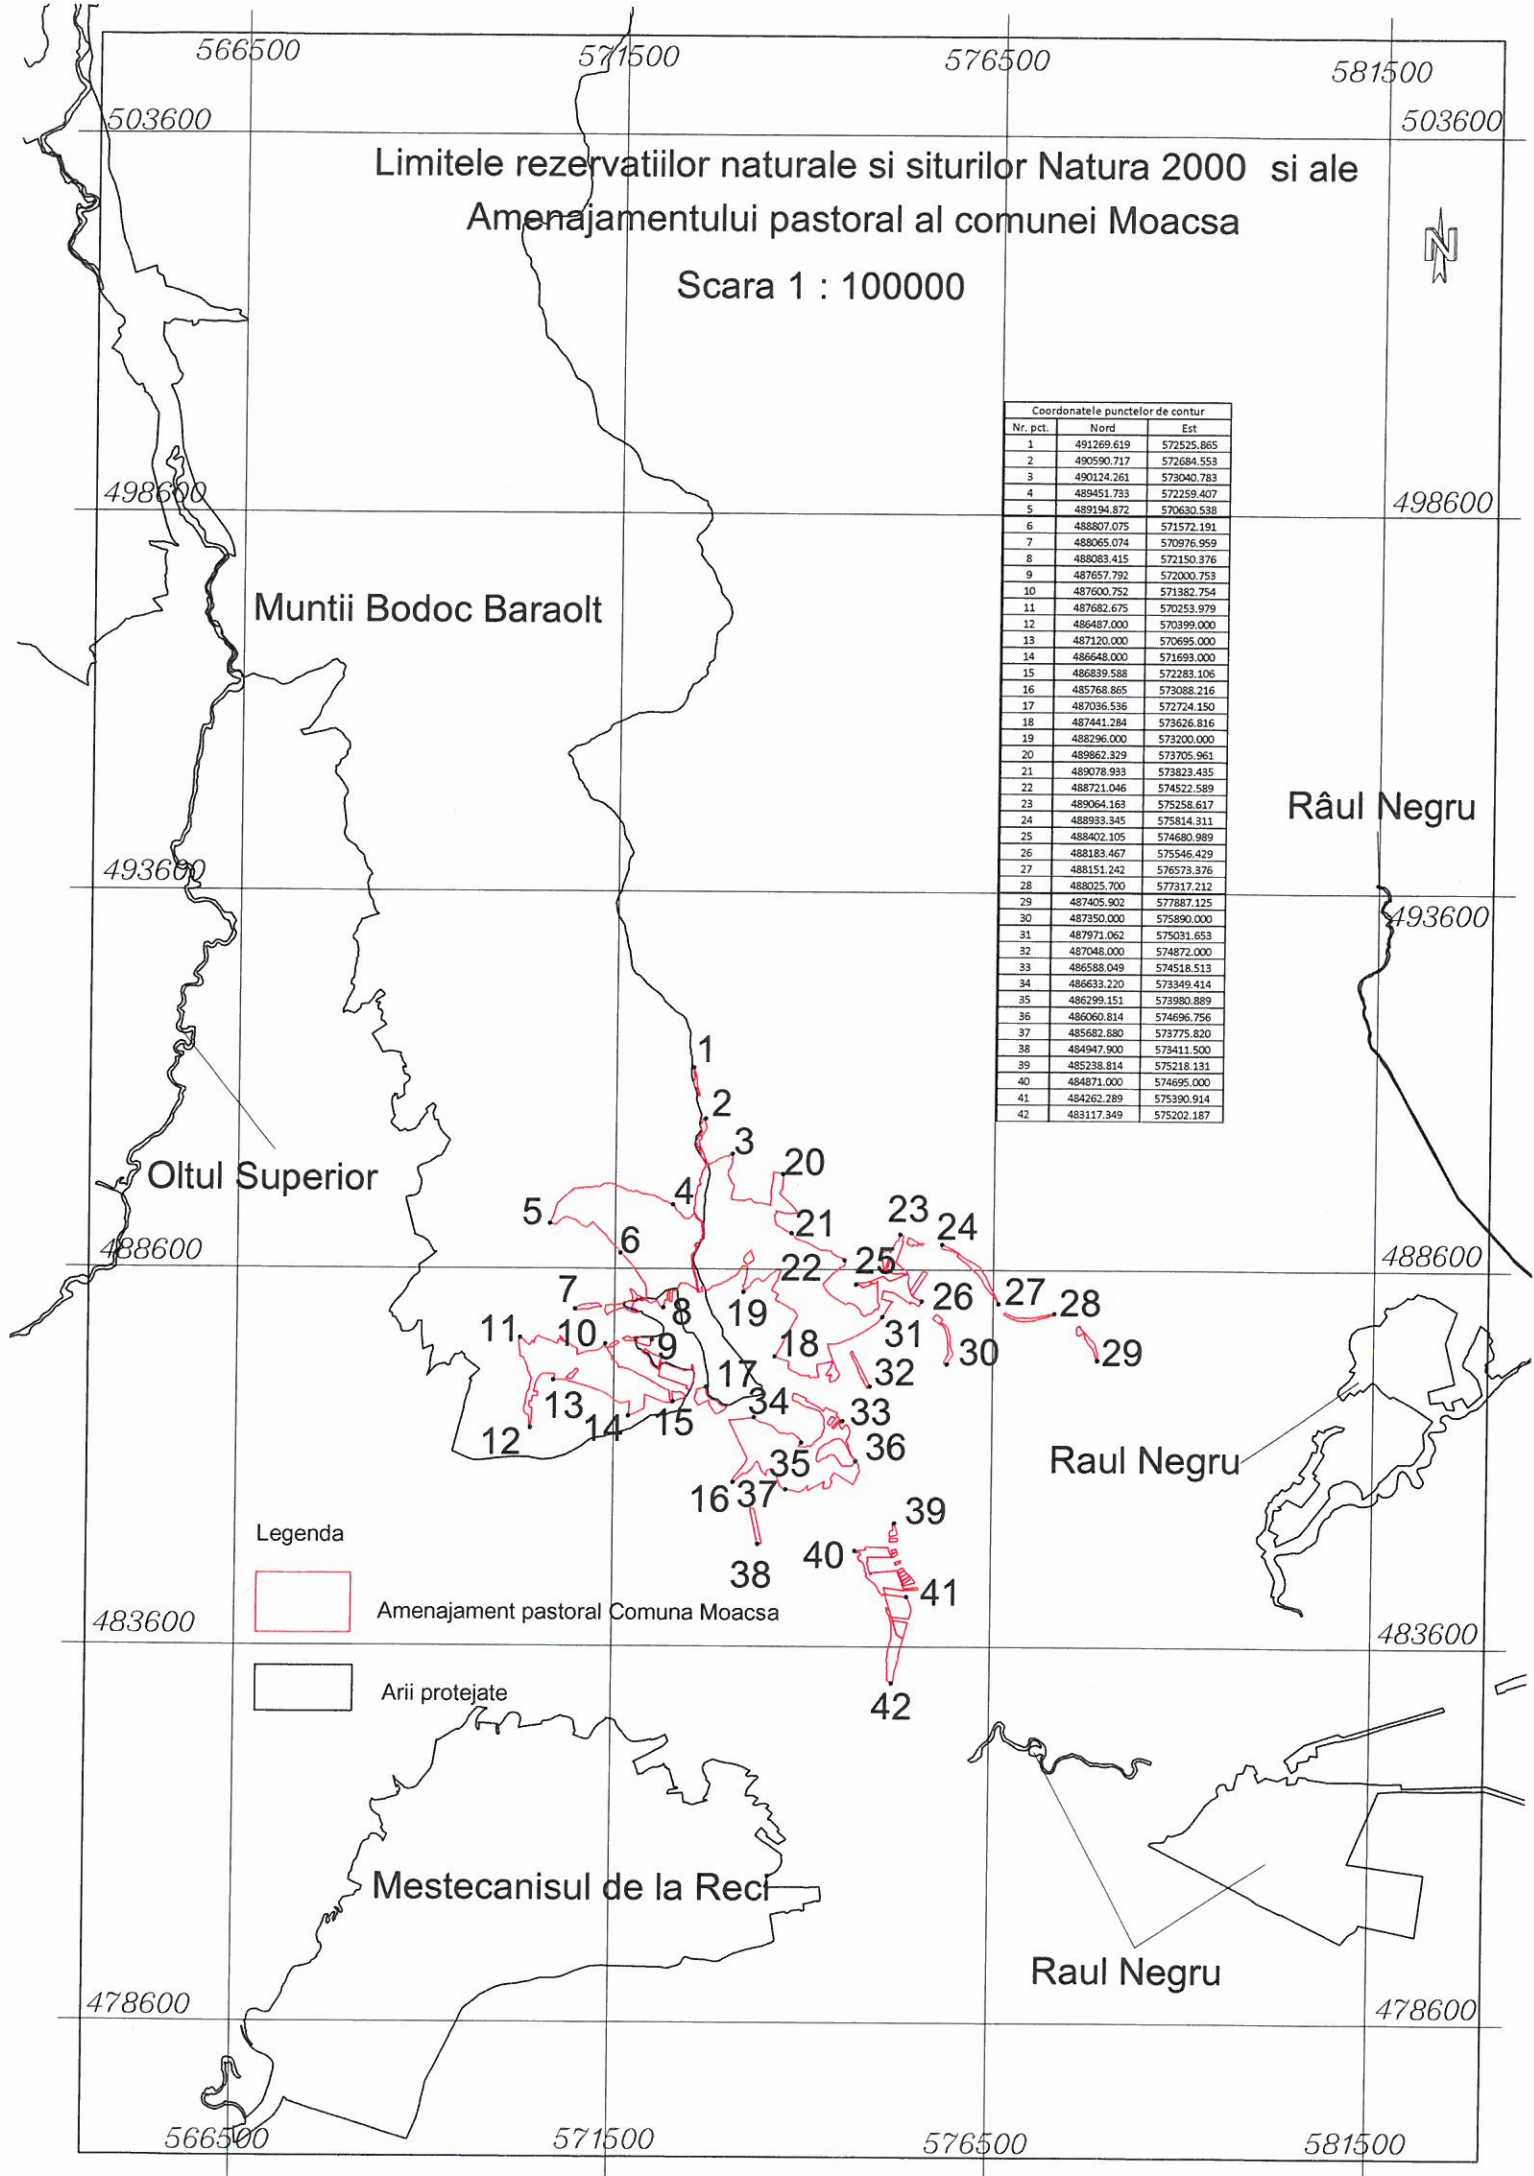 566500
571500
576500
581500
503600
503600
Limitele rezervatiilor naturale si siturilor Natura 2000 si ale
Amenajamentului pastoral al comunei Moacsa
Scara 1 : 100000
N
Coordonatele punctelor de contur
Nr. pct. Nord Est
1 491269.619 572525.865
2 490590.717 572684.553
3 490124.261 573040.783
4 489451.733 572259.407
5 489194.872 570630.538
6 488807.075 571572.191
7 488065.074 570976.959
8 488083.415 572150.376
9 487657.792 572000.753
10 487600.752 571382.754
11 487682.675 570253.979
12 486487.000 570399.000
13 487120.000 570695.000
14 486648.000 571693.000
15 486839.588 572283.106
16 485768.865 573088.216
17 487036.536 572724.150
18 487441.284 573626.816
19 488296.000 573200.000
20 489862.329 573705.961
21 489078.933 573823.435
22 488721.046 574522.589
23 489064.163 575258.617
24 488933.345 575814.311
25 488402.105 574680.989
26 488183.467 575546.429
27 488151.242 576573.376
28 488025.700 577317.212
29 487405.902 577887.125
30 487350.000 575890.000
31 487971.062 575031.653
32 487048.000 574872.000
33 486588.049 574518.513
34 486633.220 573349.414
35 486299.151 573980.889
36 486060.814 574696.756
37 485682.880 573775.820
38 484947.900 573411.500
39 485238.814 575218.131
40 484871.000 574695.000
41 484262.289 575390.914
42 483117.349 575202.187
498600
498600
Muntii Bodoc Baraolt
Râul Negru
493600
493600
1
2
3
20
Oltul Superior
4
5
21
23
24
6
488600
488600
22
25
7
8
19
26
27
28
11
10
9
18
31
30
29
13
17
32
12
14
15
34
33
35
36
Raul Negru
16
37
39
Legenda
40
38
41
Amenajament pastoral Comuna Moacsa
483600
483600
Arii protejate
42
Mestecanisul de la Reci
Raul Negru
478600
478600
566500
571500
576500
581500